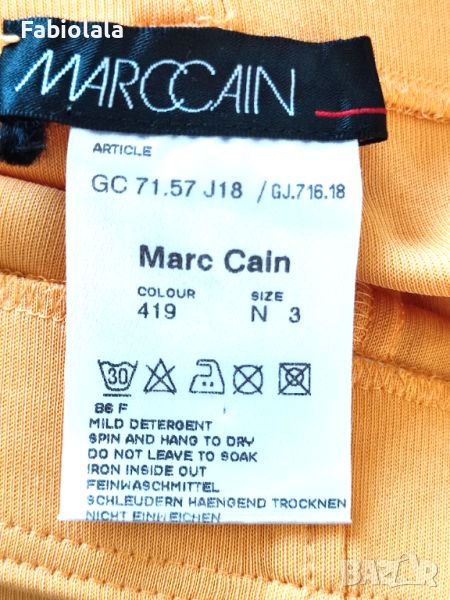 Fabiolala
MARCCAIN
ARTICLE
GC 71.57 J18 / GJ.716.18
Marc Cain
COLOUR SIZE
419 N 3
30
86 F
MILD DETERGENT
SPIN AND HANG TO DRY
DO NOT LEAVE TO SOAK
IRON INSIDE OUT
FEINWASCHMITTEL
SCHLEUDERN HAENGEND TROCKNEN
NICHT EINWEICHEN
BAZAR